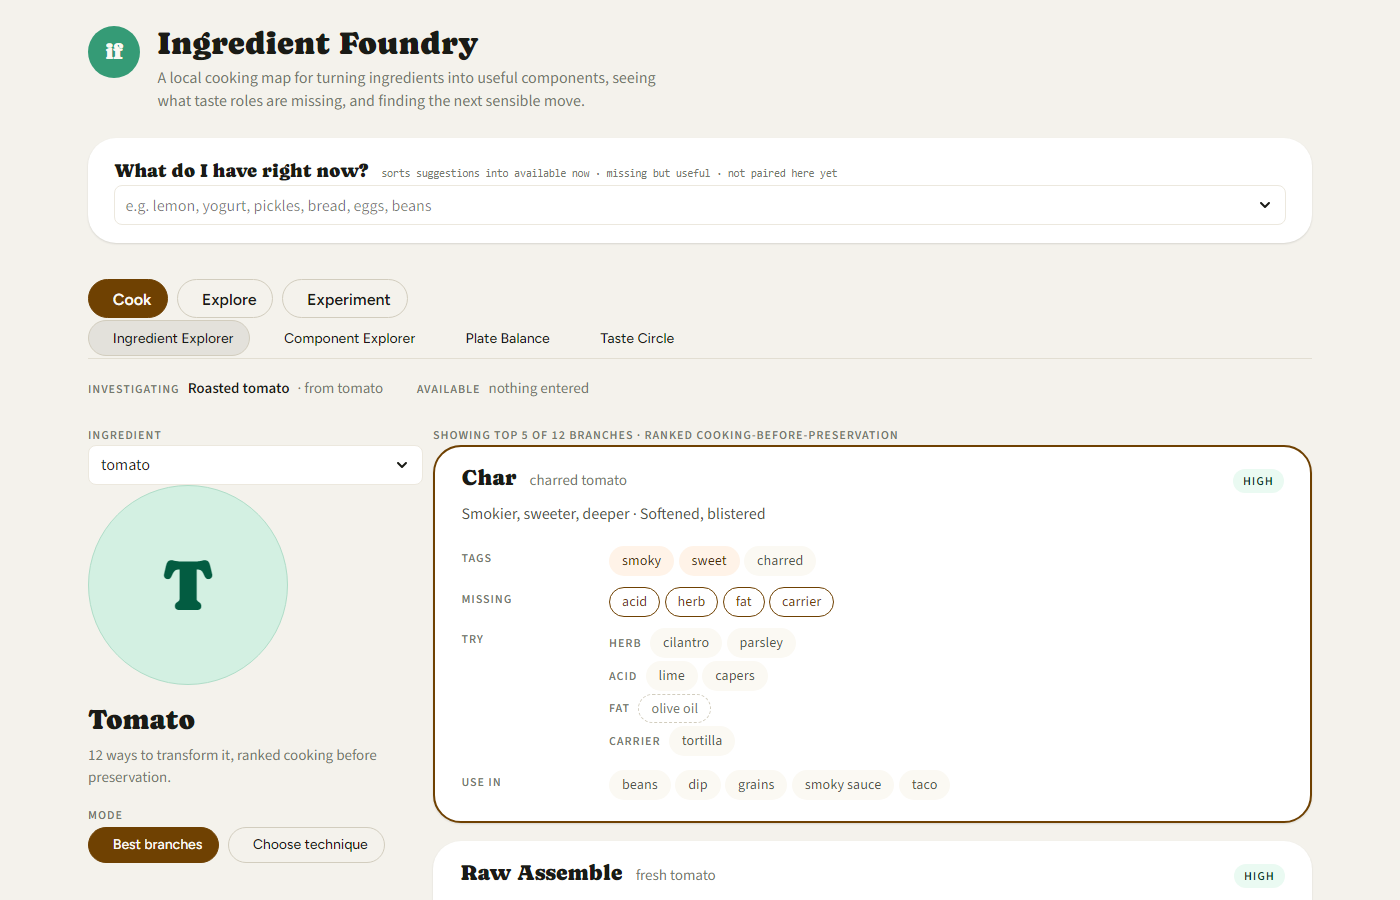 if
Ingredient Foundry
A local cooking map for turning ingredients into useful components, seeing
what taste roles are missing, and finding the next sensible move.
What do I have right now? sorts suggestions into available now · missing but useful · not paired here yet
e.g. lemon, yogurt, pickles, bread, eggs, beans
Cook Explore Experiment
Ingredient Explorer Component Explorer Plate Balance Taste Circle
INVESTIGATING Roasted tomato · from tomato AVAILABLE nothing entered
INGREDIENT
tomato
T
Tomato
12 ways to transform it, ranked cooking before
preservation.
MODE
Best branches Choose technique
SHOWING TOP 5 OF 12 BRANCHES · RANKED COOKING-BEFORE-PRESERVATION
Char charred tomato HIGH
Smokier, sweeter, deeper · Softened, blistered
TAGS smoky sweet charred
MISSING acid herb fat carrier
TRY HERB cilantro parsley
ACID lime capers
FAT olive oil
CARRIER tortilla
USE IN beans dip grains smoky sauce taco
Raw Assemble fresh tomato HIGH